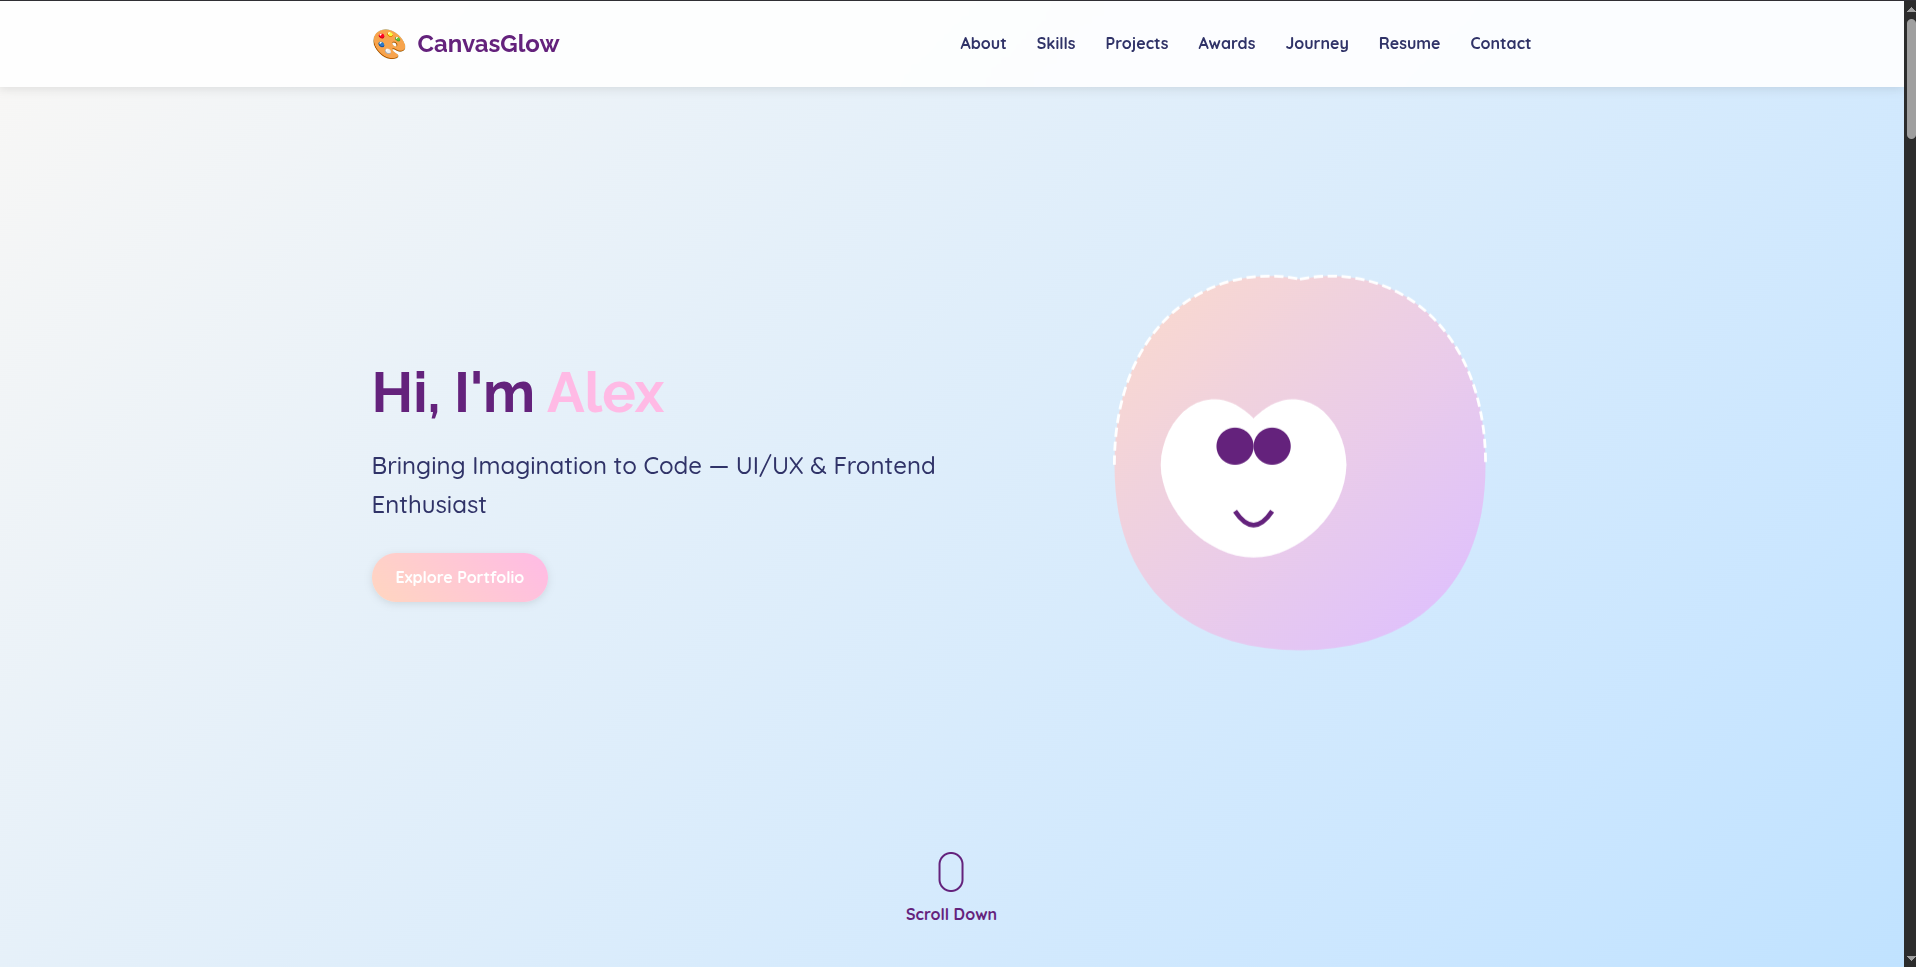 CanvasGlow
About Skills Projects Awards Journey Resume Contact
Hi, I'm Alex
Bringing Imagination to Code — UI/UX & Frontend
Enthusiast
Explore Portfolio
Scroll Down